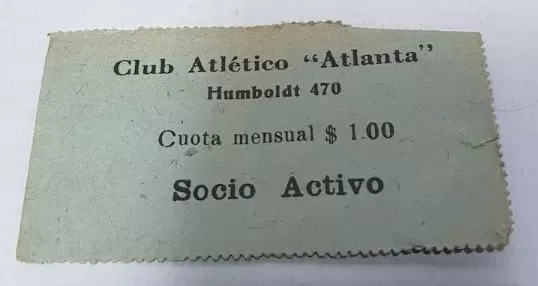 Club Atlético “Atlanta”
Humboldt 470
Cuota mensual $ 1.00
Socio Activo